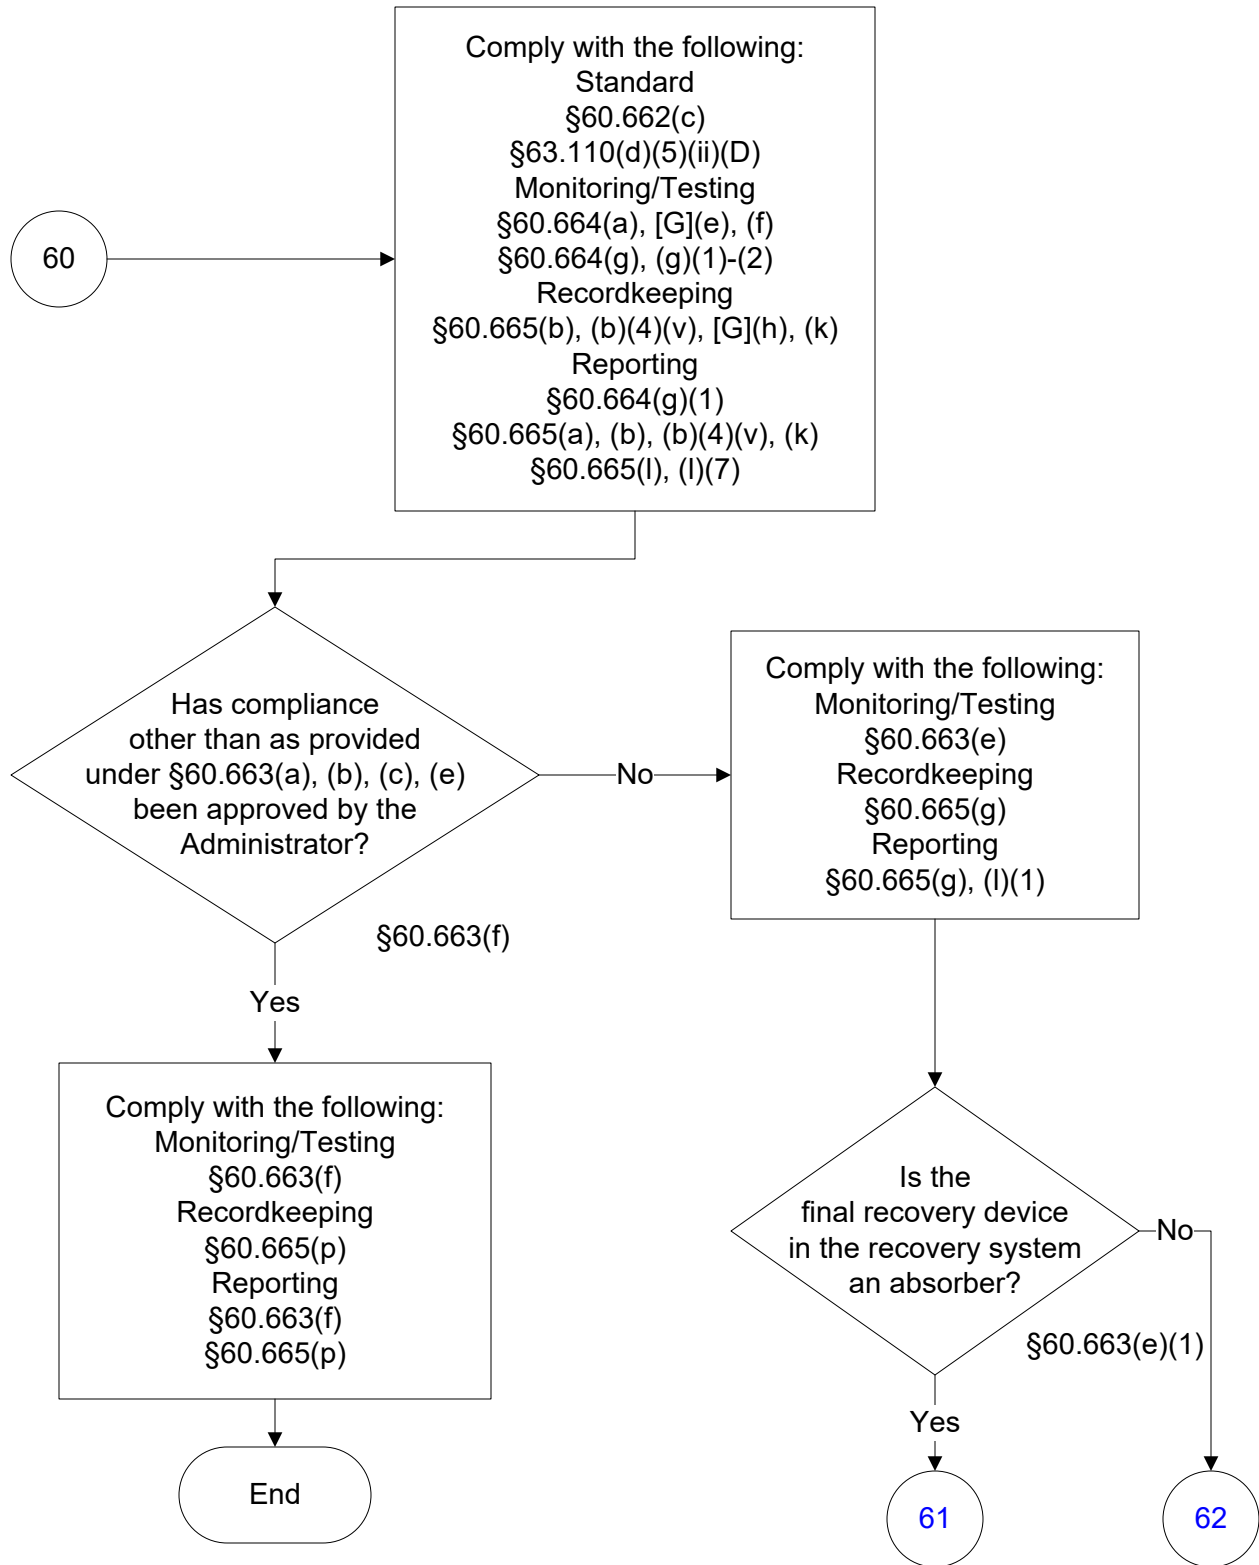 Comply with the following:
Standard
§60.662(c)
§63.110(d)(5)(ii)(D)
Monitoring/Testing
§60.664(a), [G](e), (f)
§60.664(g), (g)(1)-(2)
Recordkeeping
§60.665(b), (b)(4)(v), [G](h), (k)
Reporting
§60.664(g)(1)
§60.665(a), (b), (b)(4)(v), (k)
§60.665(l), (l)(7)
60
Has compliance
other than as provided
under §60.663(a), (b), (c), (e)
been approved by the
Administrator?
No
§60.663(f)
Yes
Comply with the following:
Monitoring/Testing
§60.663(e)
Recordkeeping
§60.665(g)
Reporting
§60.665(g), (l)(1)
Comply with the following:
Monitoring/Testing
§60.663(f)
Recordkeeping
§60.665(p)
Reporting
§60.663(f)
§60.665(p)
End
Is the
final recovery device
in the recovery system
an absorber?
No
§60.663(e)(1)
Yes
61
62